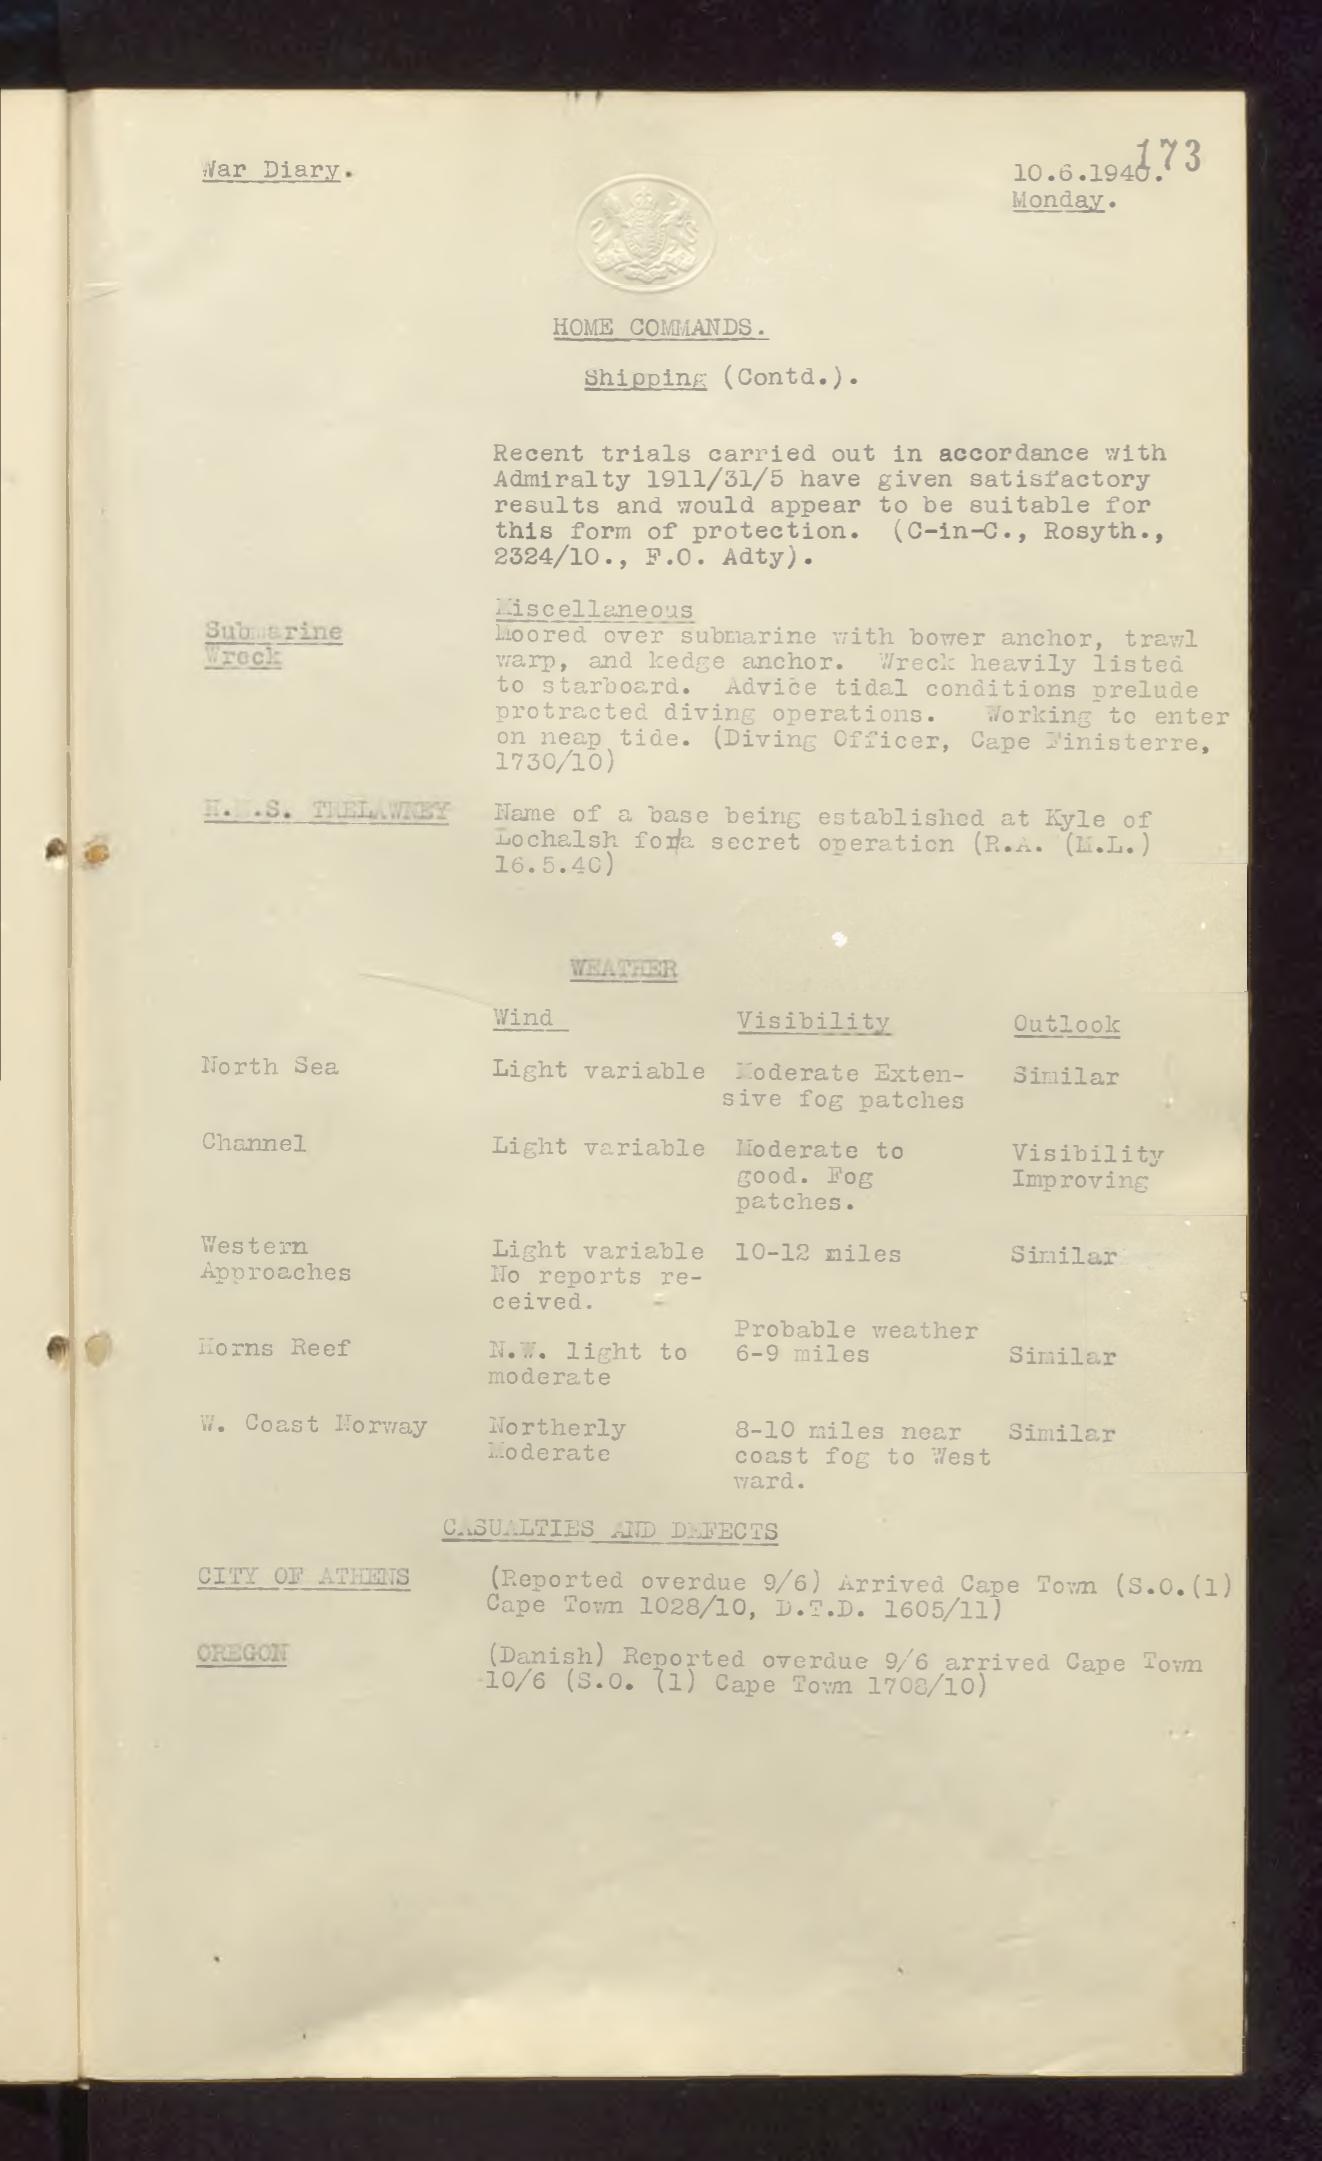 173
War Diary.
10.6.1940.
Monday.
HOME COMMANDS.
Shipping (Contd.).
Recent trials carried out in accordance with
Admiralty 1911/31/5 have given satisfactory
results and would appear to be suitable for
this form of protection. (C-in-C., Rosyth.,
2324/10., F.O. Adty).
Miscellaneous
Submarine
Wreck
Moored over submarine with bower anchor, trawl
warp, and kedge anchor. Wreck heavily listed
to starboard. Advice tidal conditions prelude
protracted diving operations. Working to enter
on neap tide. (Diving Officer, Cape Finisterre,
1730/10)
H.M.S. TRELAWNEY
Name of a base being established at Kyle of
Lochalsh for/a secret operation (R.A. (M.L.)
16.5.40)
WEATHER
Wind Visibility Outlook
North Sea Light variable Moderate Exten- Similar
sive fog patches
Channel Light variable Moderate to Visibility
good. Fog Improving
patches.
Western Light variable 10-12 miles Similar
Approaches No reports re-
ceived.
Probable weather
Horns Reef N.W. light to 6-9 miles Similar
moderate
W. Coast Norway Northerly 8-10 miles near Similar
Moderate coast fog to West
ward.
CASUALTIES AND DEFECTS
CITY OF ATHENS (Reported overdue 9/6) Arrived Cape Town (S.O.(1)
Cape Town 1028/10, D.T.D. 1605/11)
OREGON (Danish) Reported overdue 9/6 arrived Cape Town
10/6 (S.O. (1) Cape Town 1708/10)